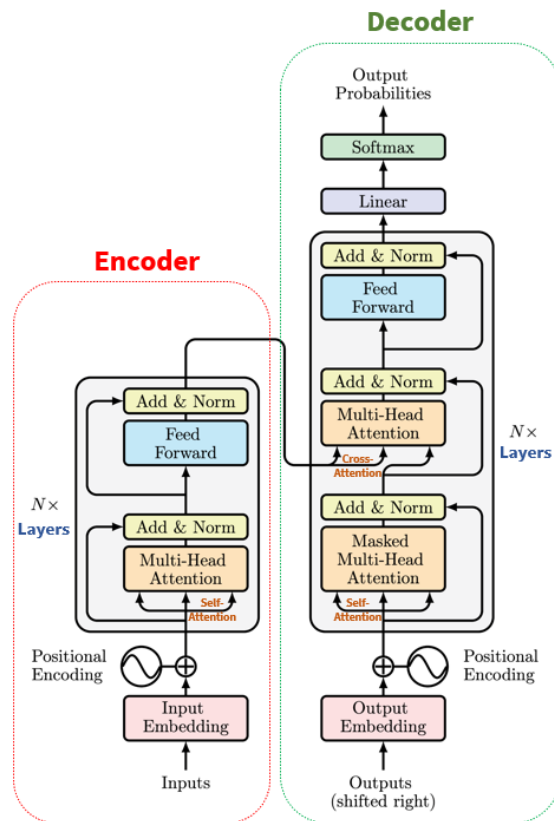 Decoder
Output
Probabilities
Softmax
Linear
Add & Norm
Feed
Forward
Add & Norm
Multi-Head
Attention
Cross-
Attention
N×
Layers
Add & Norm
Masked
Multi-Head
Attention
Self-
Attention
Positional
Encoding
Output
Embedding
Outputs
(shifted right)
Encoder
Add & Norm
Feed
Forward
N×
Layers
Add & Norm
Multi-Head
Attention
Self-
Attention
Positional
Encoding
Input
Embedding
Inputs